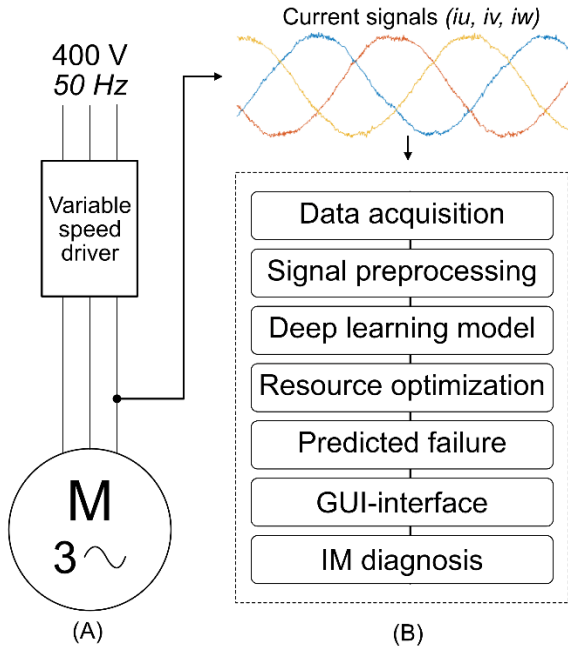 Current signals (iu, iv, iw)
400 V
50 Hz
Variable
speed
driver
M
3
(A)
Data acquisition
Signal preprocessing
Deep learning model
Resource optimization
Predicted failure
GUI-interface
IM diagnosis
(B)